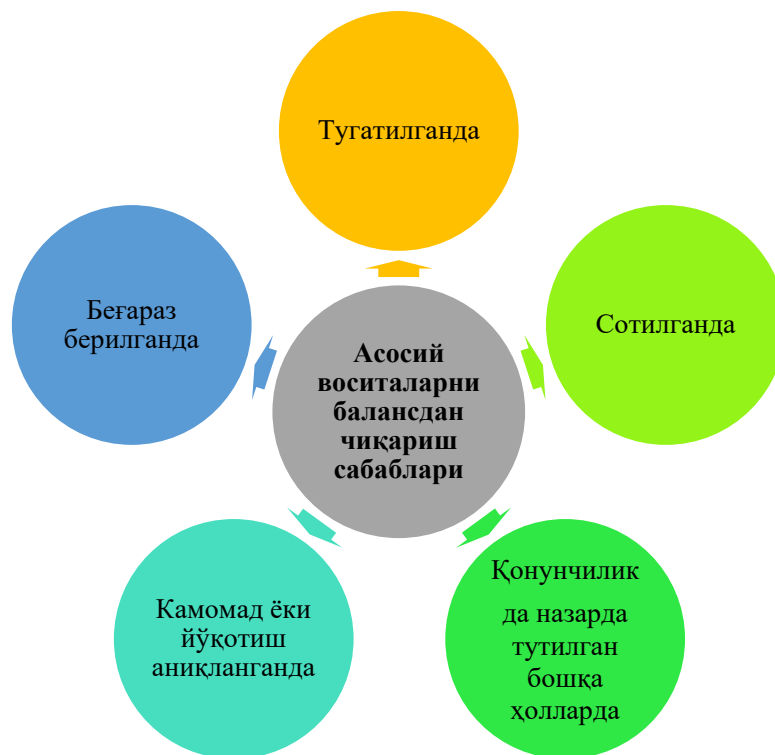 Тугатилганда
Беғараз
берилганда
Сотилганда
Асосий
воситаларни
балансдан
чиқариш
сабаблари
Камомад ёки
йўқотиш
аниқланганда
Қонунчилик
да назарда
тутилган
бошқа
ҳолларда